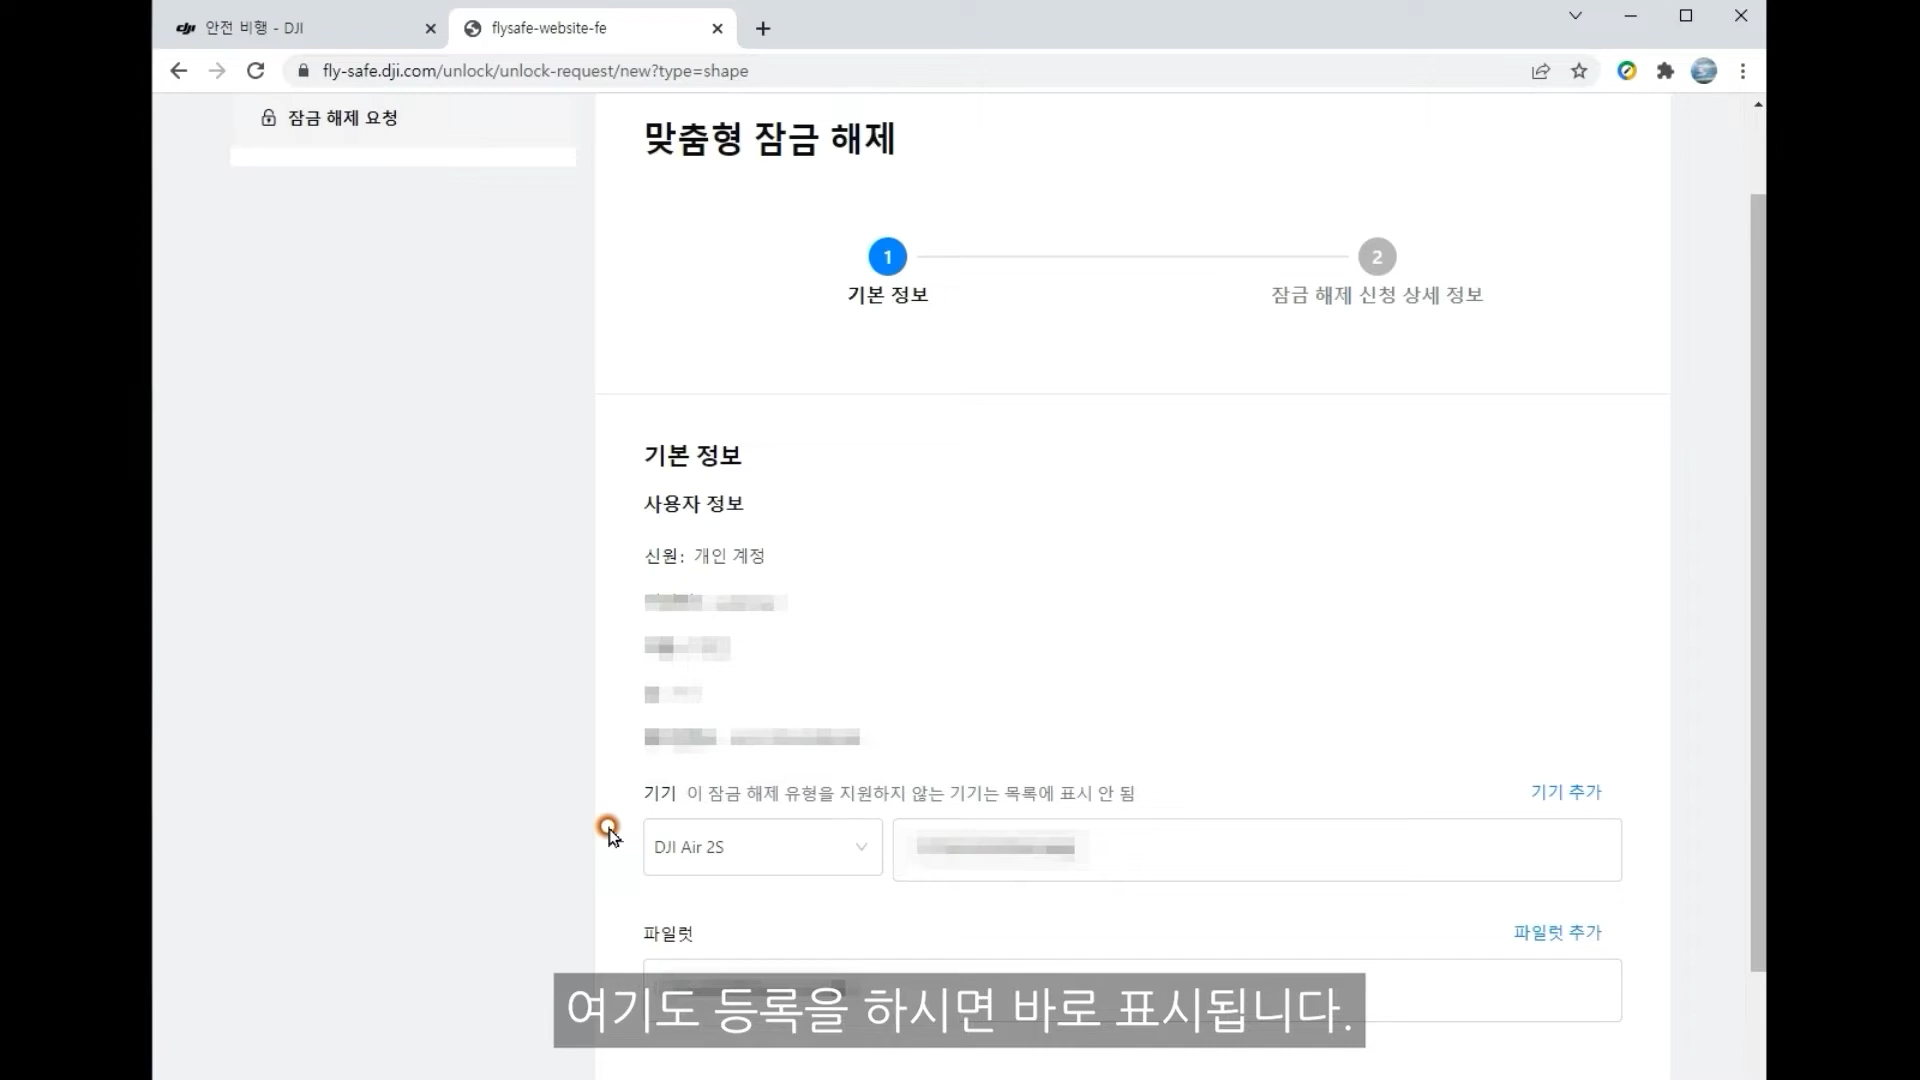 dji 안전 비행 - DJI
flysafe-website-fe
fly-safe.dji.com/unlock/unlock-request/new?type=shape
잠금 해제 요청
맞춤형 잠금 해제
1
2
기본 정보
잠금 해제 신청 상세 정보
기본 정보
사용자 정보
신원: 개인 계정
기기 이 잠금 해제 유형을 지원하지 않는 기기는 목록에 표시 안 됨
기기 추가
DJI Air 2S
파일럿
파일럿 추가
여기도 등록을 하시면 바로 표시됩니다.